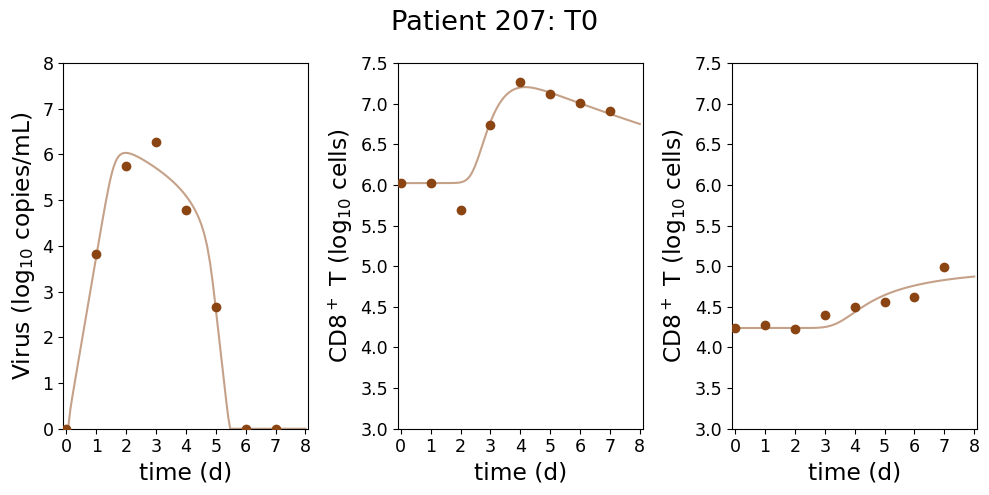 Patient 207: T0
Virus (log₁₀ copies/mL)
8
7
6
5
4
3
2
1
0
0 1 2 3 4 5 6 7 8
time (d)
CD8⁺ T (log₁₀ cells)
7.5
7.0
6.5
6.0
5.5
5.0
4.5
4.0
3.5
3.0
0 1 2 3 4 5 6 7 8
time (d)
CD8⁺ T (log₁₀ cells)
7.5
7.0
6.5
6.0
5.5
5.0
4.5
4.0
3.5
3.0
0 1 2 3 4 5 6 7 8
time (d)